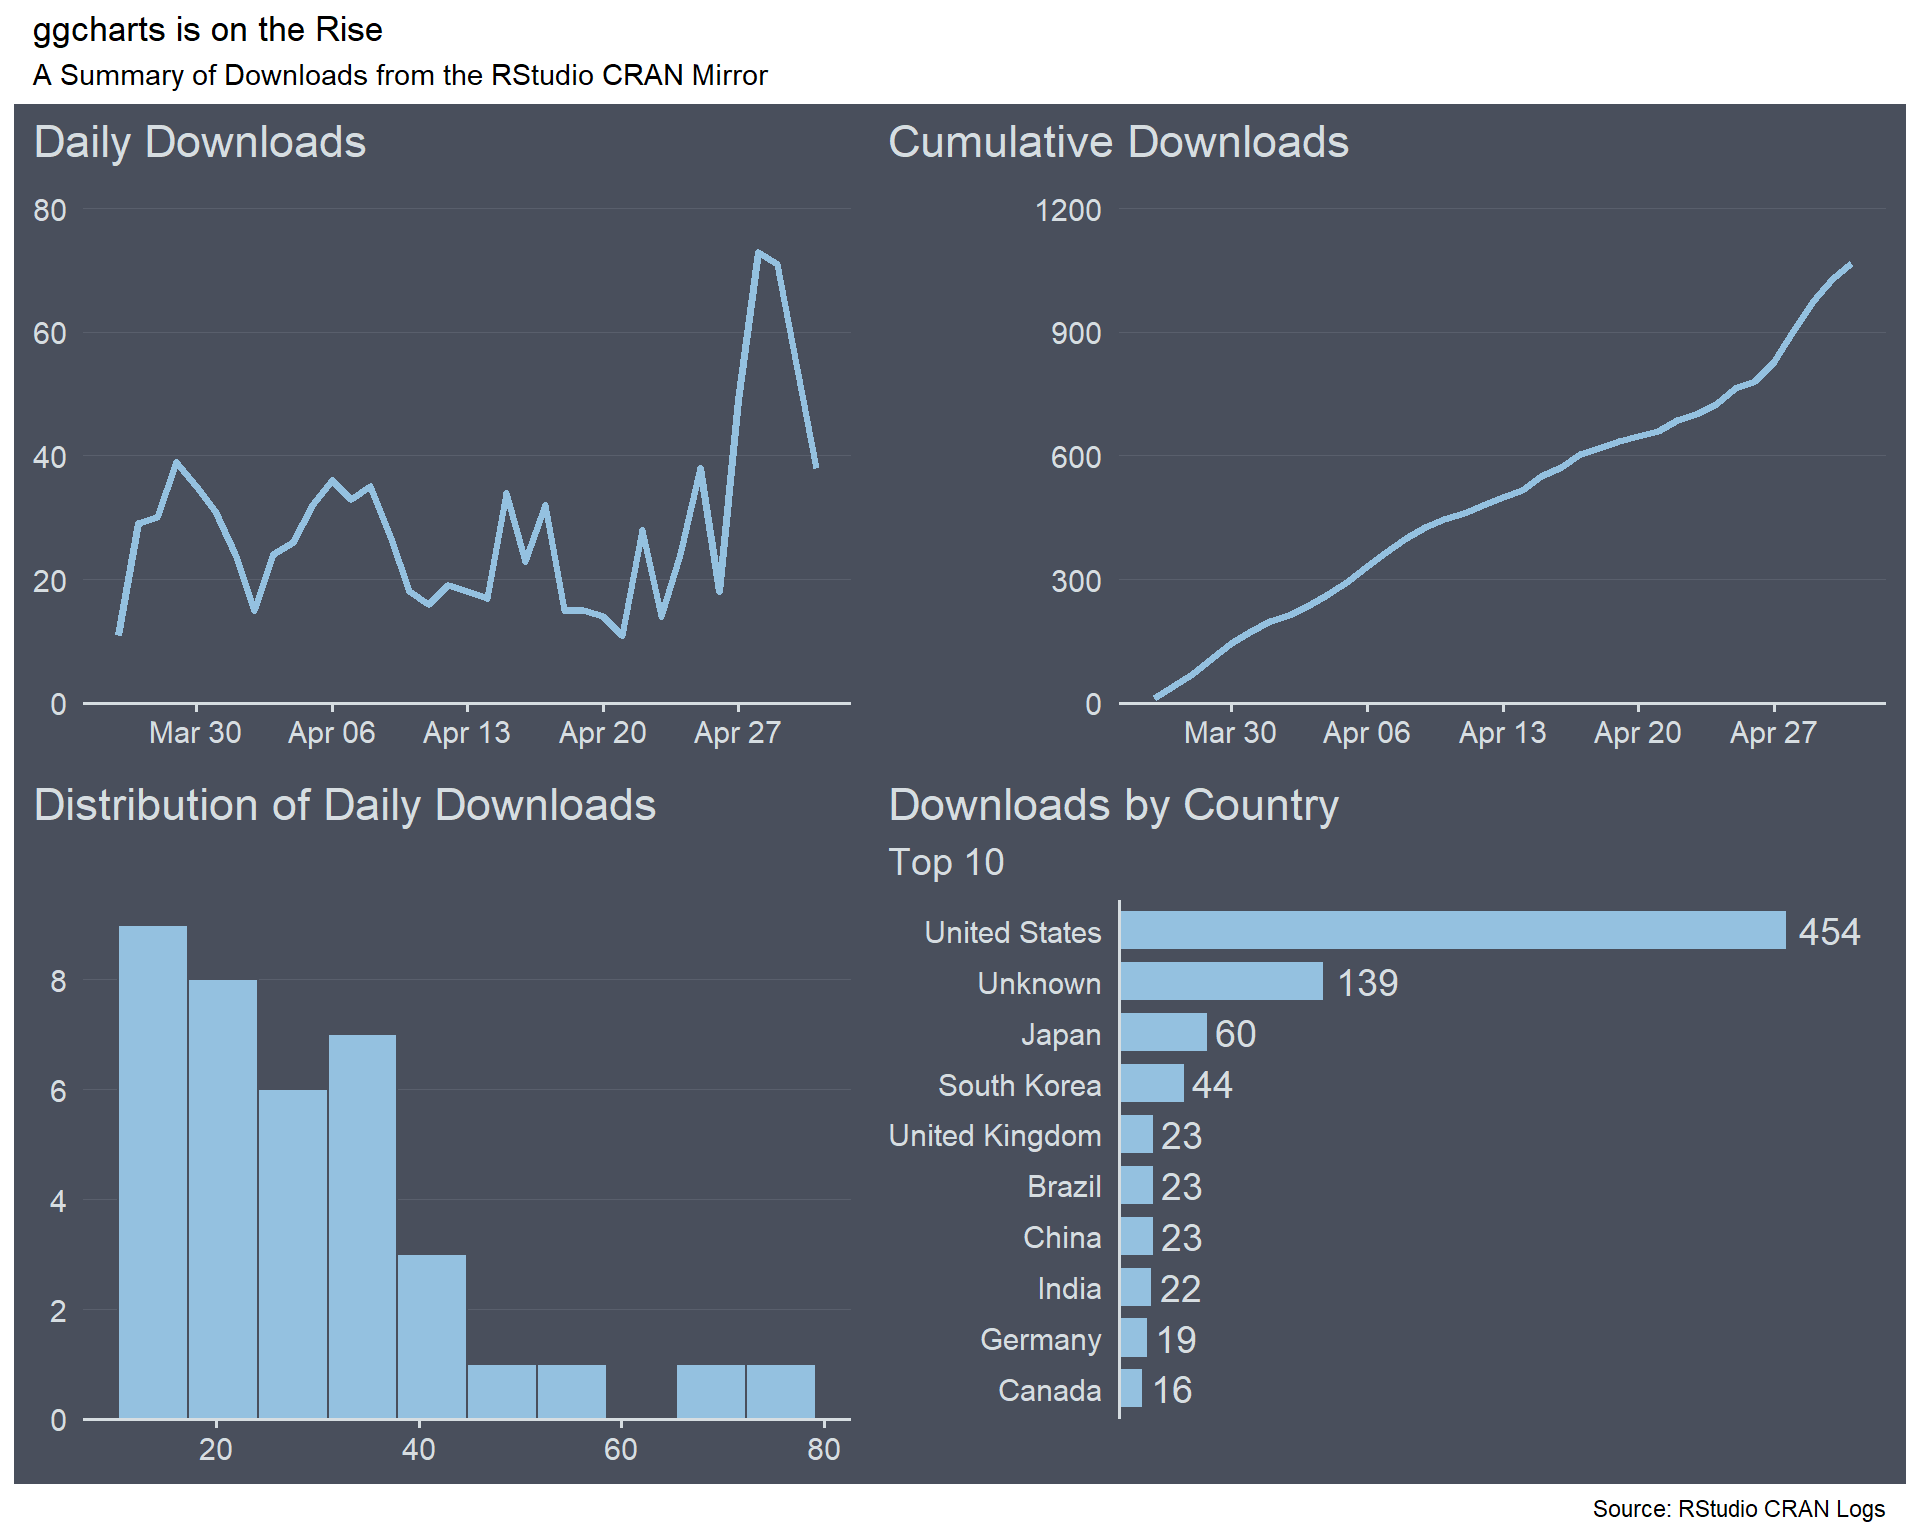 ggcharts is on the Rise
A Summary of Downloads from the RStudio CRAN Mirror
Daily Downloads
80
60
40
20
0
Mar 30 Apr 06 Apr 13 Apr 20 Apr 27
Cumulative Downloads
1200
900
600
300
0
Mar 30 Apr 06 Apr 13 Apr 20 Apr 27
Distribution of Daily Downloads
8
6
4
2
0
20 40 60 80
Downloads by Country
Top 10
United States 454
Unknown 139
Japan 60
South Korea 44
United Kingdom 23
Brazil 23
China 23
India 22
Germany 19
Canada 16
Source: RStudio CRAN Logs